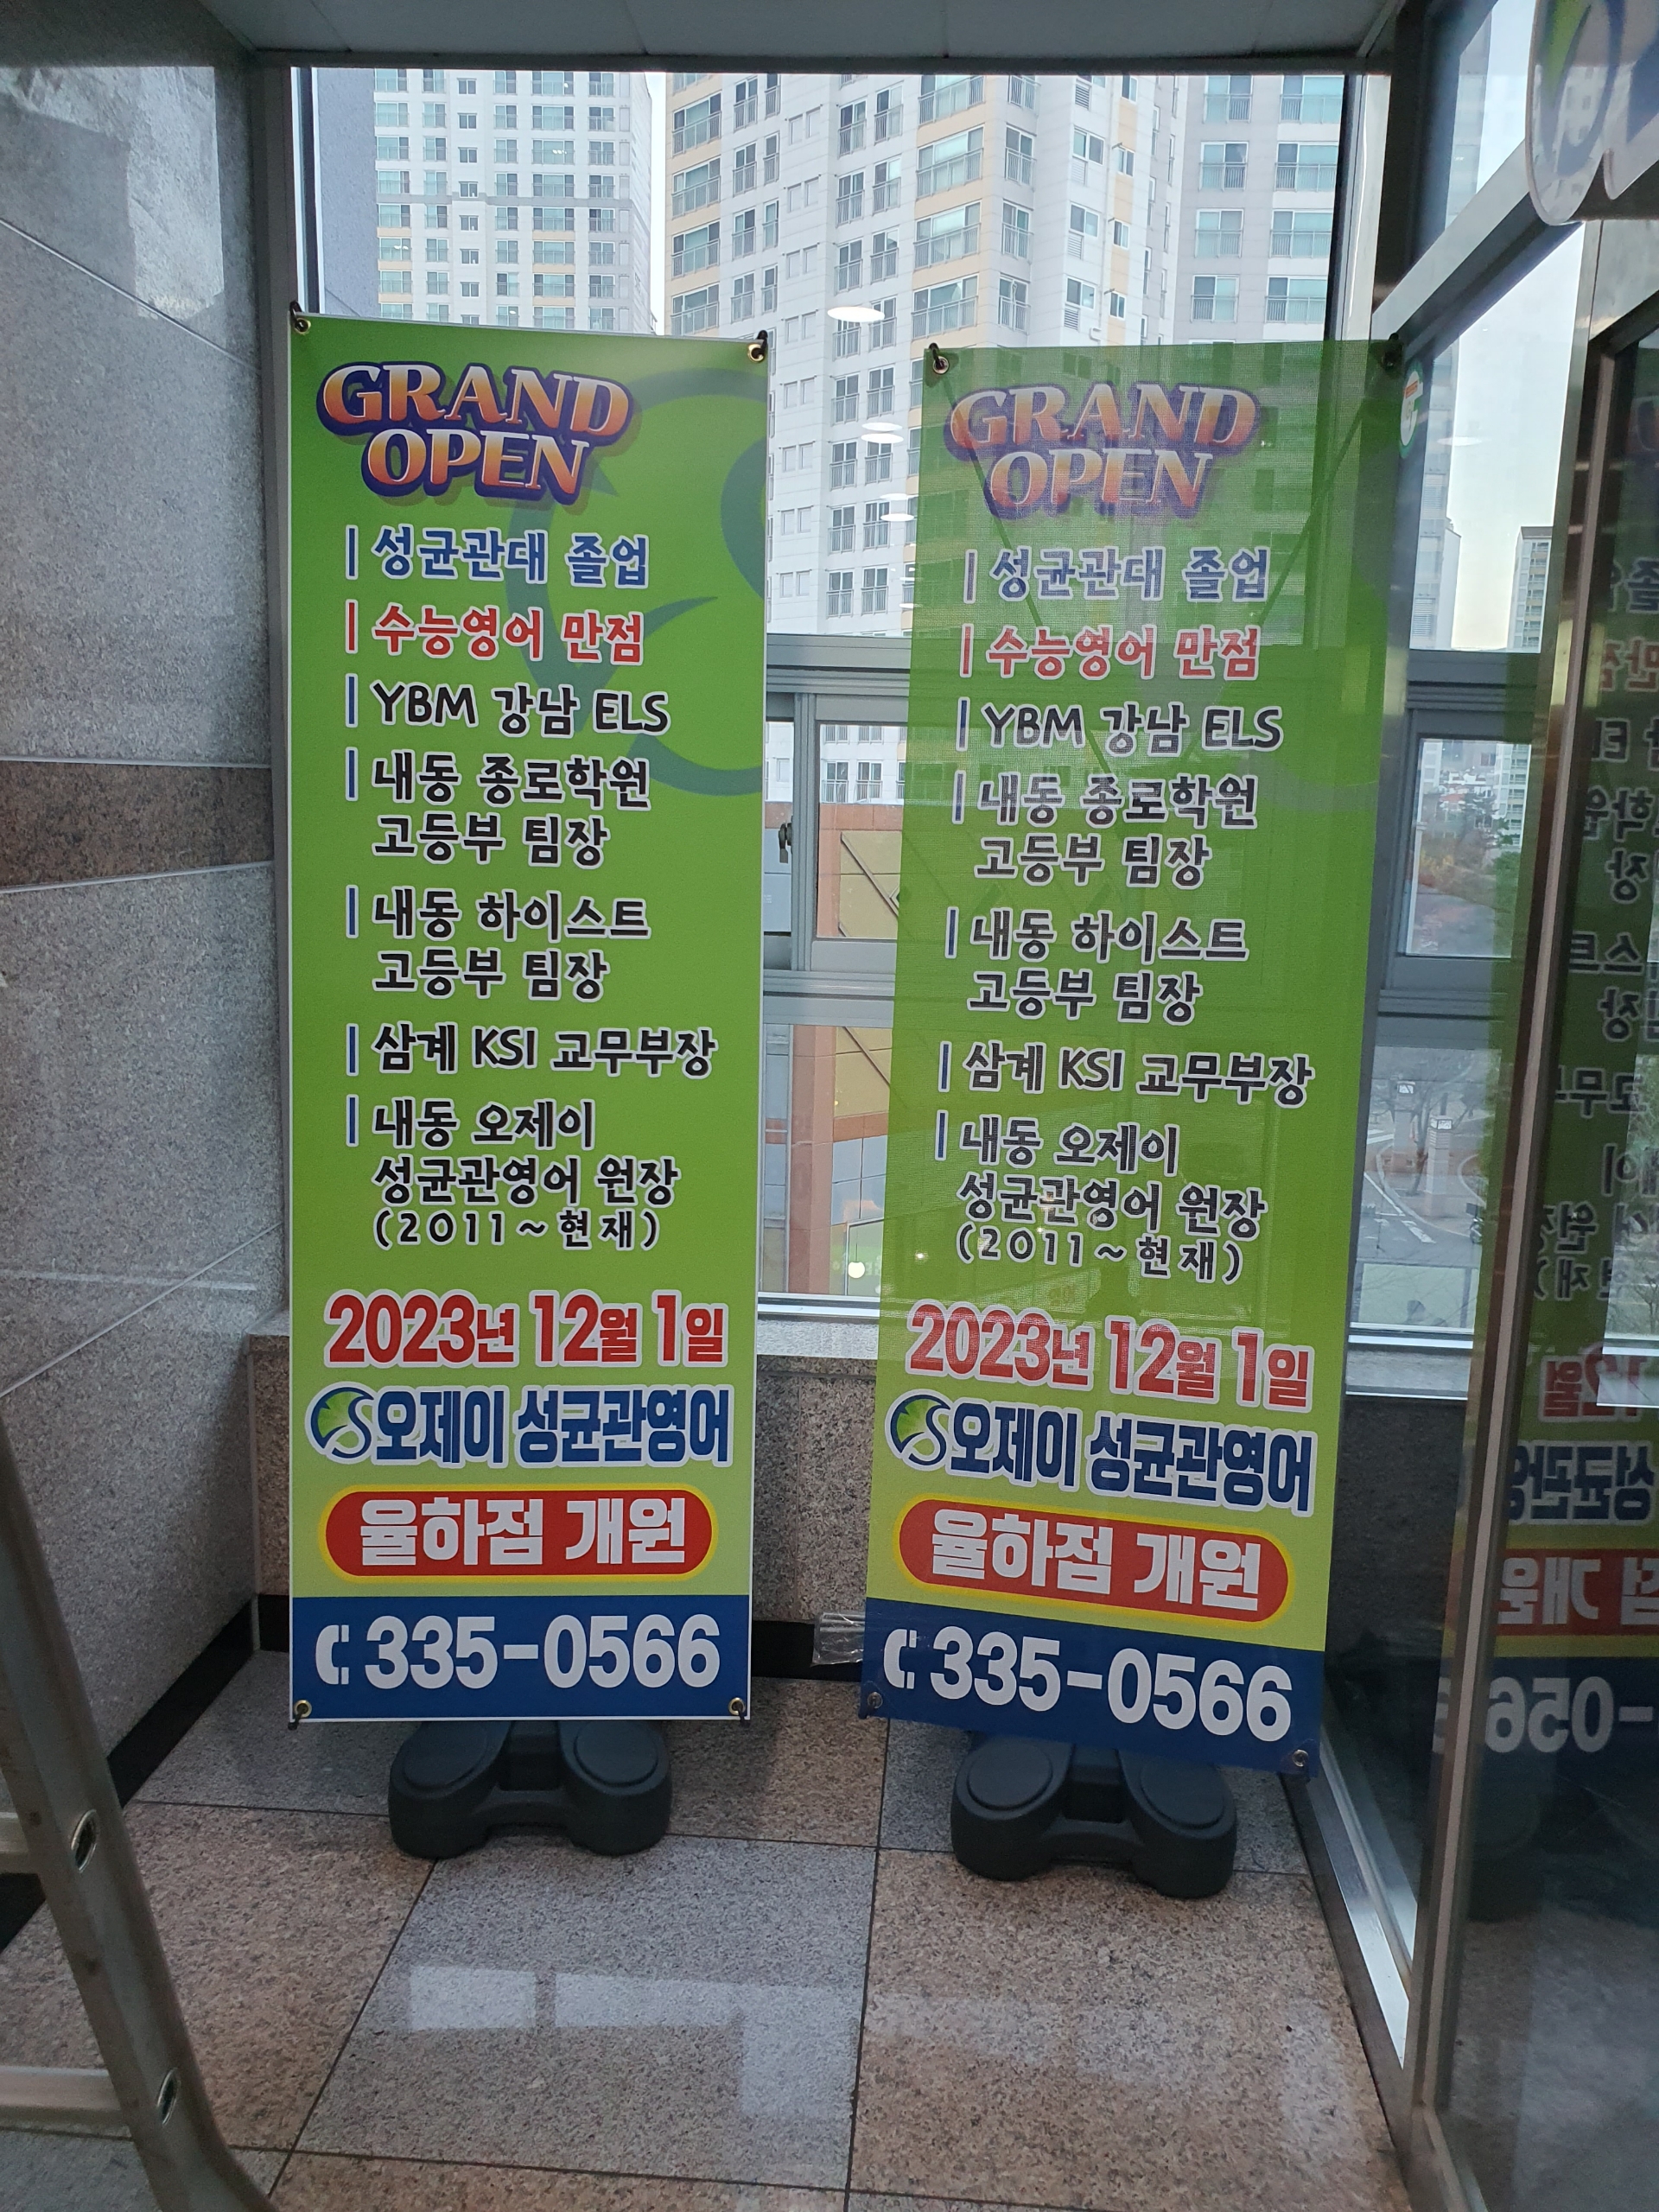 GRAND
OPEN
성균관대 졸업
수능영어 만점
YBM 강남 ELS
내동 종로학원
고등부 팀장
내동 하이스트
고등부 팀장
삼계 KSI 교무부장
내동 오제이
성균관영어 원장
(2011~현재)
2023년 12월 1일
오제이 성균관영어
율하점 개원
335-0566
GRAND
OPEN
성균관대 졸업
수능영어 만점
YBM 강남 ELS
내동 종로학원
고등부 팀장
내동 하이스트
고등부 팀장
삼계 KSI 교무부장
내동 오제이
성균관영어 원장
(2011~현재)
2023년 12월 1일
오제이 성균관영어
율하점 개원
335-0566